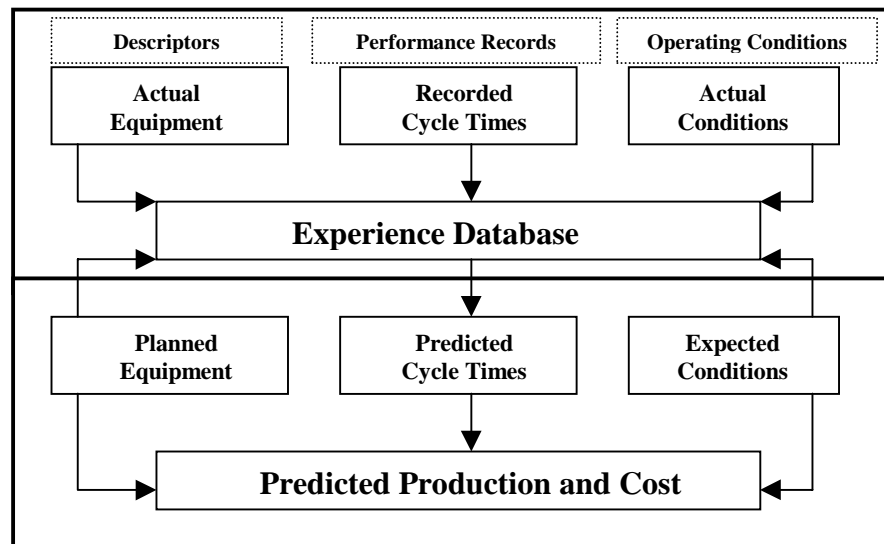 Descriptors
Performance Records
Operating Conditions
Actual
Equipment
Recorded
Cycle Times
Actual
Conditions
Experience Database
Planned
Equipment
Predicted
Cycle Times
Expected
Conditions
Predicted Production and Cost